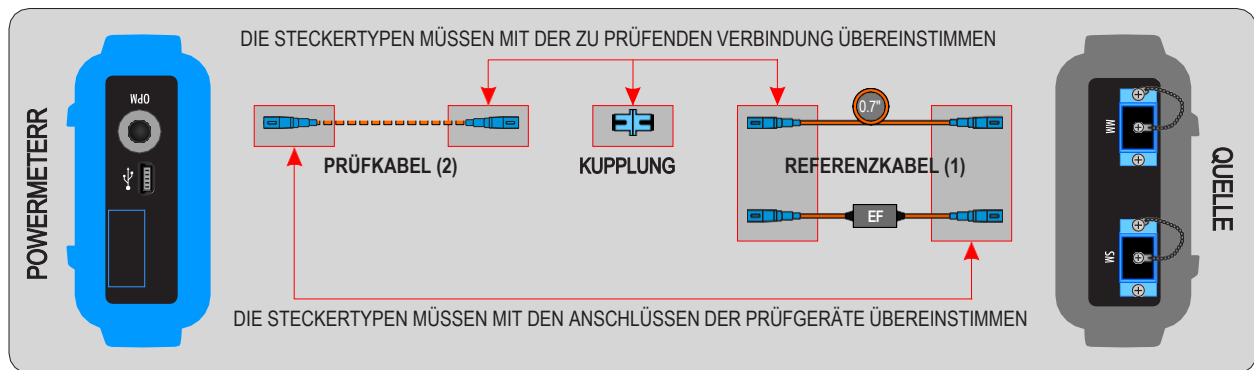 DIE STECKERTYPEN MÜSSEN MIT DER ZU PRÜFENDEN VERBINDUNG ÜBEREINSTIMMEN
POWERMETERR
OPM
PRÜFKABEL (2)
KUPPLUNG
0.7"
REFERENZKABEL (1)
EF
MM
SM
QUELLE
DIE STECKERTYPEN MÜSSEN MIT DEN ANSCHLÜSSEN DER PRÜFGERÄTE ÜBEREINSTIMMEN